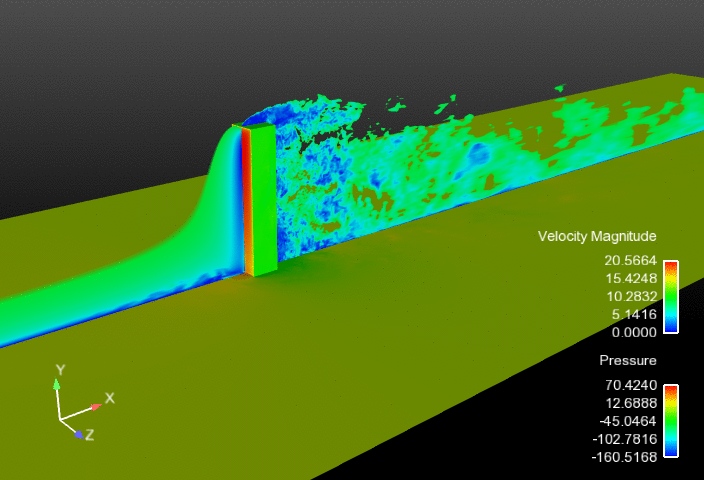 Velocity Magnitude
20.5664
15.4248
10.2832
5.1416
0.0000
Pressure
70.4240
12.6888
-45.0464
-102.7816
-160.5168
Y
X
Z